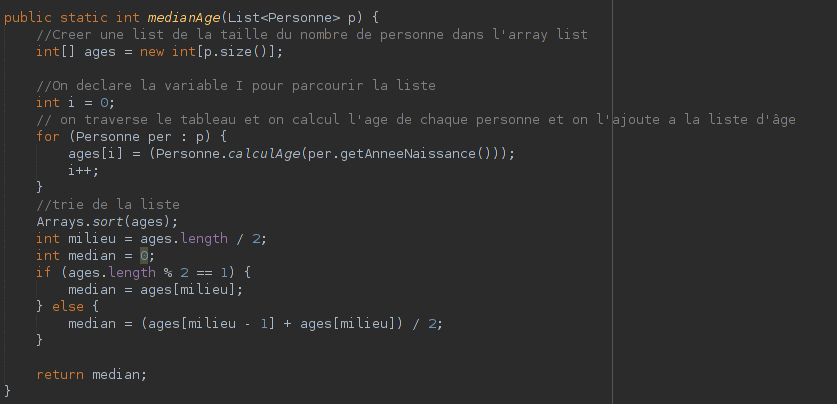 public static int medianAge(List<Personne> p) {
//Creer une list de la taille du nombre de personne dans l'array list
int[] ages = new int[p.size()];
//On declare la variable I pour parcourir la liste
int i = 0;
// on traverse le tableau et on calcul l'age de chaque personne et on l'ajoute a la liste d'âge
for (Personne per : p) {
ages[i] = (Personne.calculAge(per.getAnneeNaissance()));
i++;
}
//trie de la liste
Arrays.sort(ages);
int milieu = ages.length / 2;
int median = 0;
if (ages.length % 2 == 1) {
median = ages[milieu];
} else {
median = (ages[milieu - 1] + ages[milieu]) / 2;
}
return median;
}